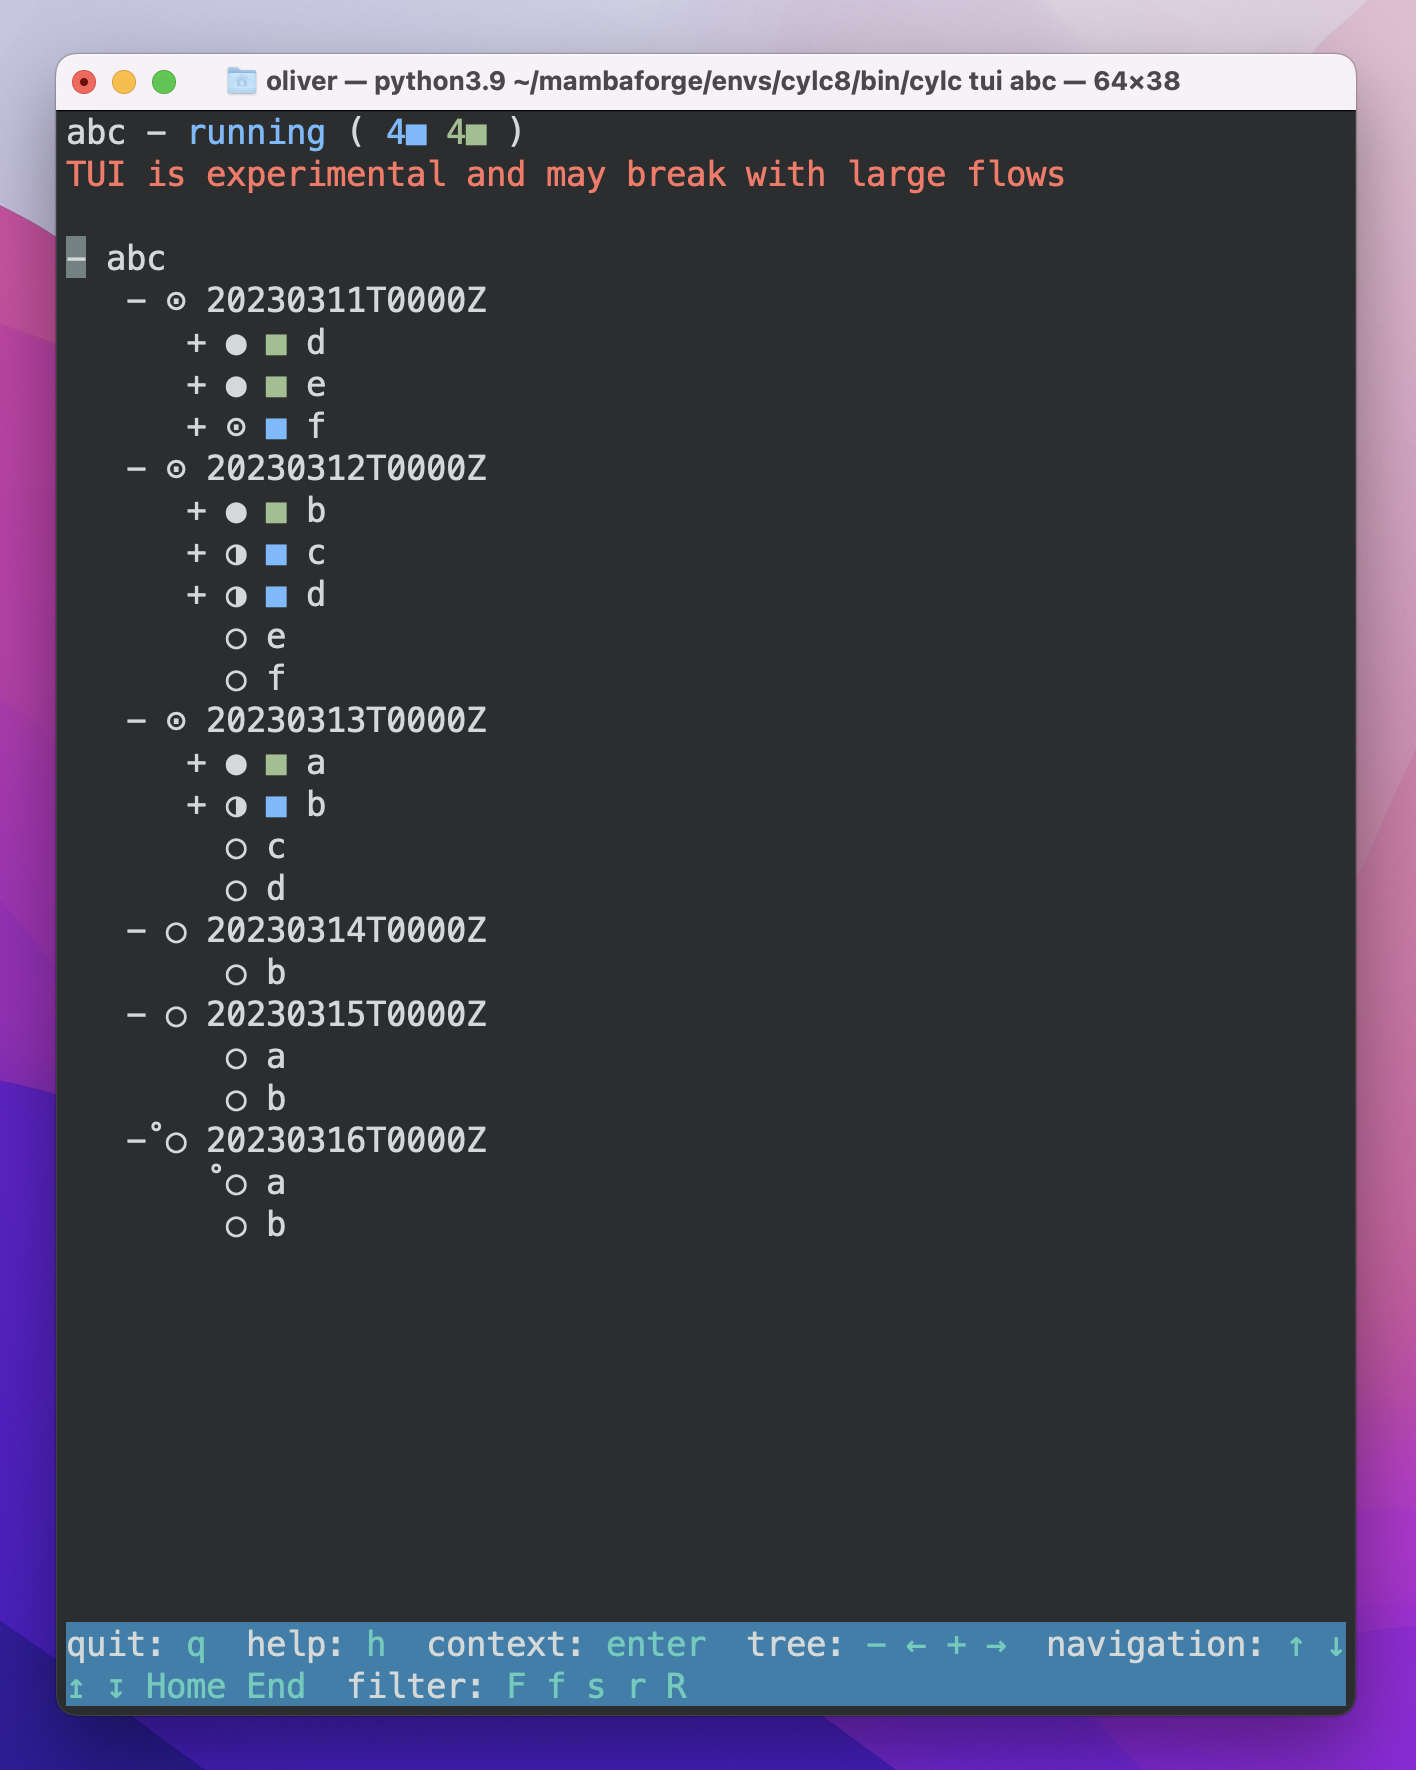 oliver — python3.9 ~/mambaforge/envs/cylc8/bin/cylc tui abc — 64×38
abc – running ( 4■ 4■ )
TUI is experimental and may break with large flows
– abc
– ⊙ 20230311T0000Z
+ ● ■ d
+ ● ■ e
+ ⊙ ■ f
– ⊙ 20230312T0000Z
+ ● ■ b
+ ◑ ■ c
+ ◑ ■ d
○ e
○ f
– ⊙ 20230313T0000Z
+ ● ■ a
+ ◑ ■ b
○ c
○ d
– ○ 20230314T0000Z
○ b
– ○ 20230315T0000Z
○ a
○ b
–°○ 20230316T0000Z
°○ a
○ b
quit: q  help: h  context: enter  tree: – ← + →  navigation: ↑ ↓
↥ ↧ Home End  filter: F f s r R